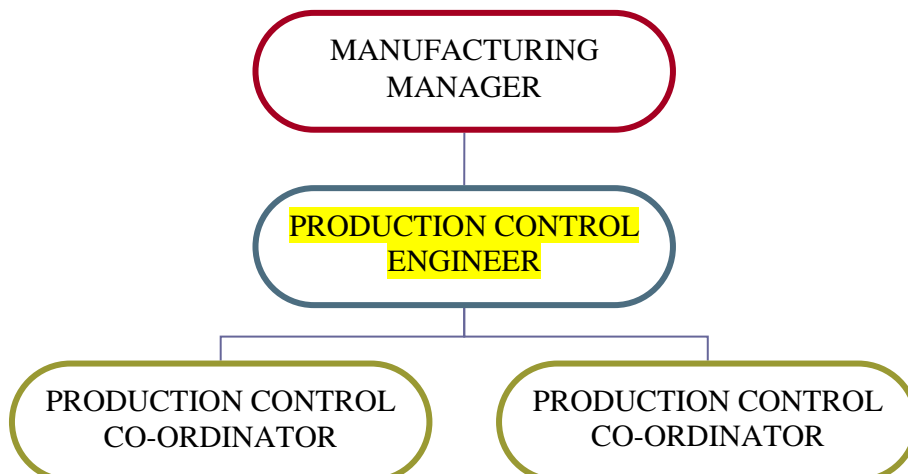 MANUFACTURING
MANAGER
PRODUCTION CONTROL
ENGINEER
PRODUCTION CONTROL
CO-ORDINATOR
PRODUCTION CONTROL
CO-ORDINATOR